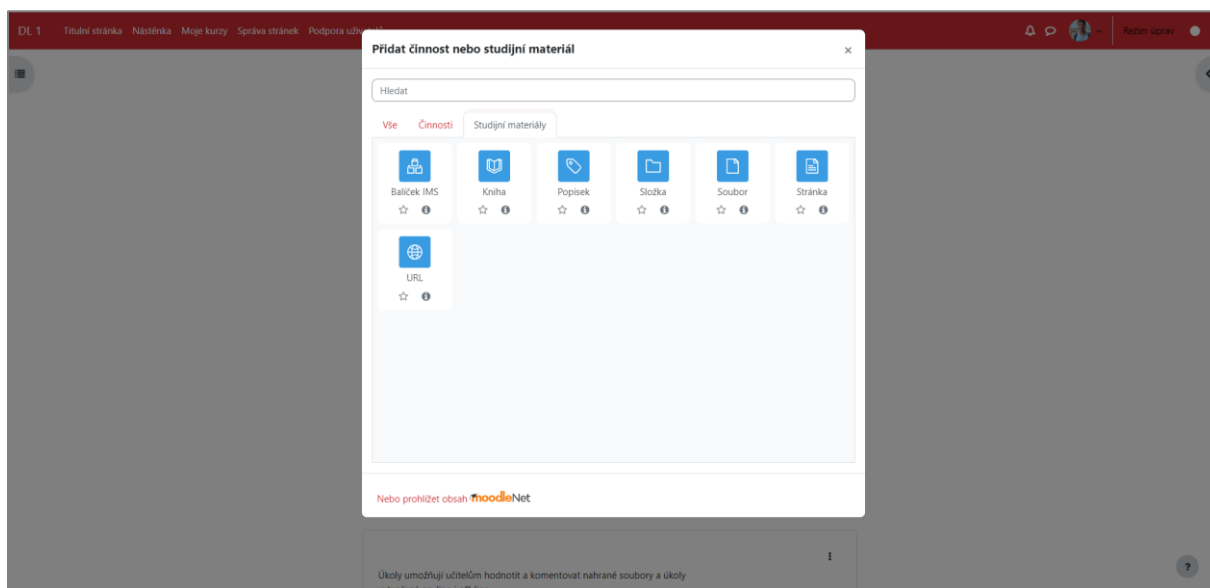 DL 1 Titulní stránka Nástěnka Moje kurzy Správa stránek Podpora Režim úprav
Přidat činnost nebo studijní materiál ×
Hledat
Vše Činnosti Studijní materiály
Balíček IMS Kniha Popisek Složka Soubor Stránka
URL
Nebo prohlížet obsah moodleNet
Úkoly umožňují učitelům hodnotit a komentovat nahrané soubory a úkoly
?